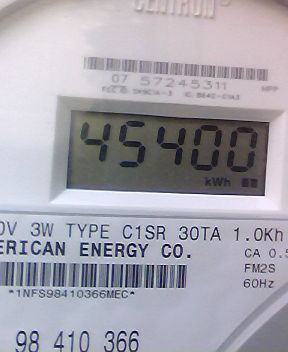 CENTRON
07 57245311
45400
kWh
0V 3W TYPE C1SR 30TA 1.0Kh
ERICAN ENERGY CO.
CA 0.5
FM2S
*1NFS98410366MEC*
60Hz
98 410 366